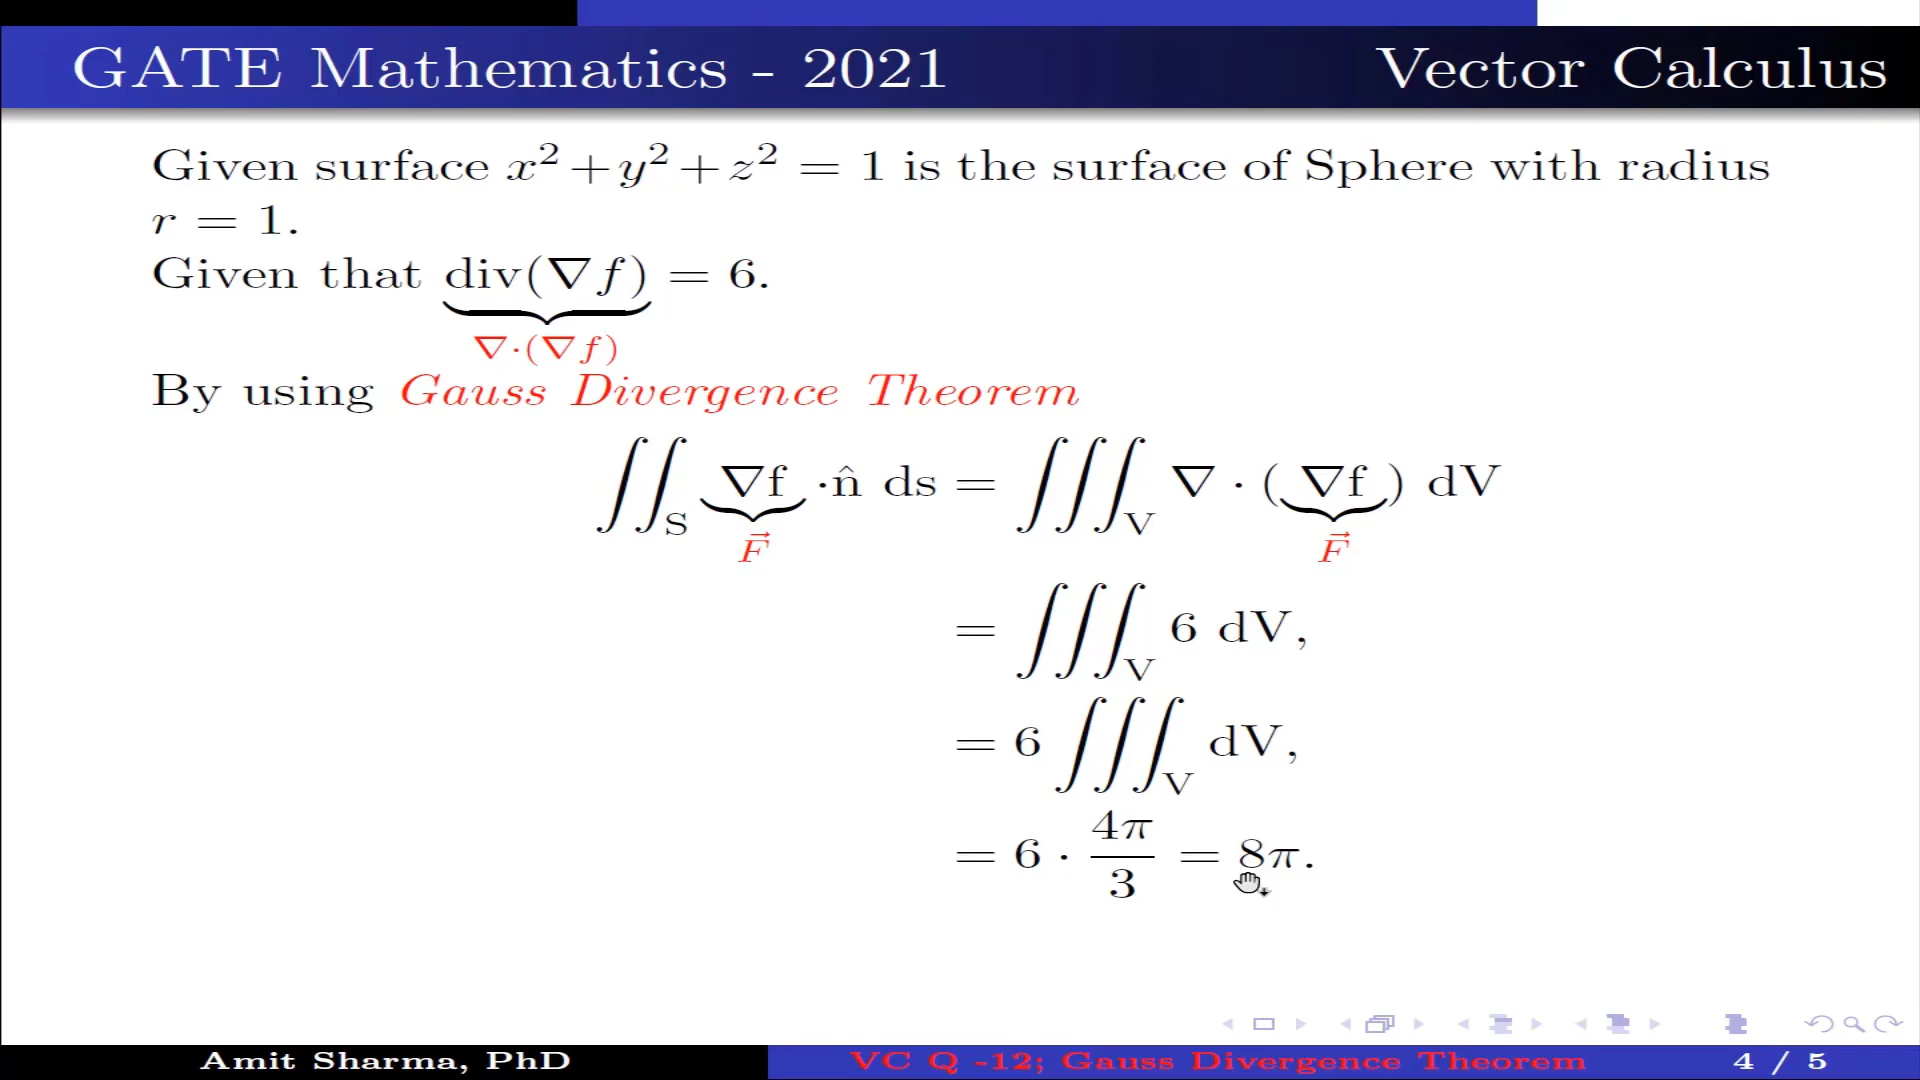 GATE Mathematics - 2021 Vector Calculus
Given surface x² + y² + z² = 1 is the surface of Sphere with radius
r = 1.
Given that div(∇f) = 6.
∇·(∇f)
By using Gauss Divergence Theorem
∬_S ∇f · n̂ ds = ∭_V ∇ · (∇f) dV
F⃗ F⃗
= ∭_V 6 dV,
= 6 ∭_V dV,
= 6 · 4π/3 = 8π.
Amit Sharma, PhD VC Q -12; Gauss Divergence Theorem 4 / 5